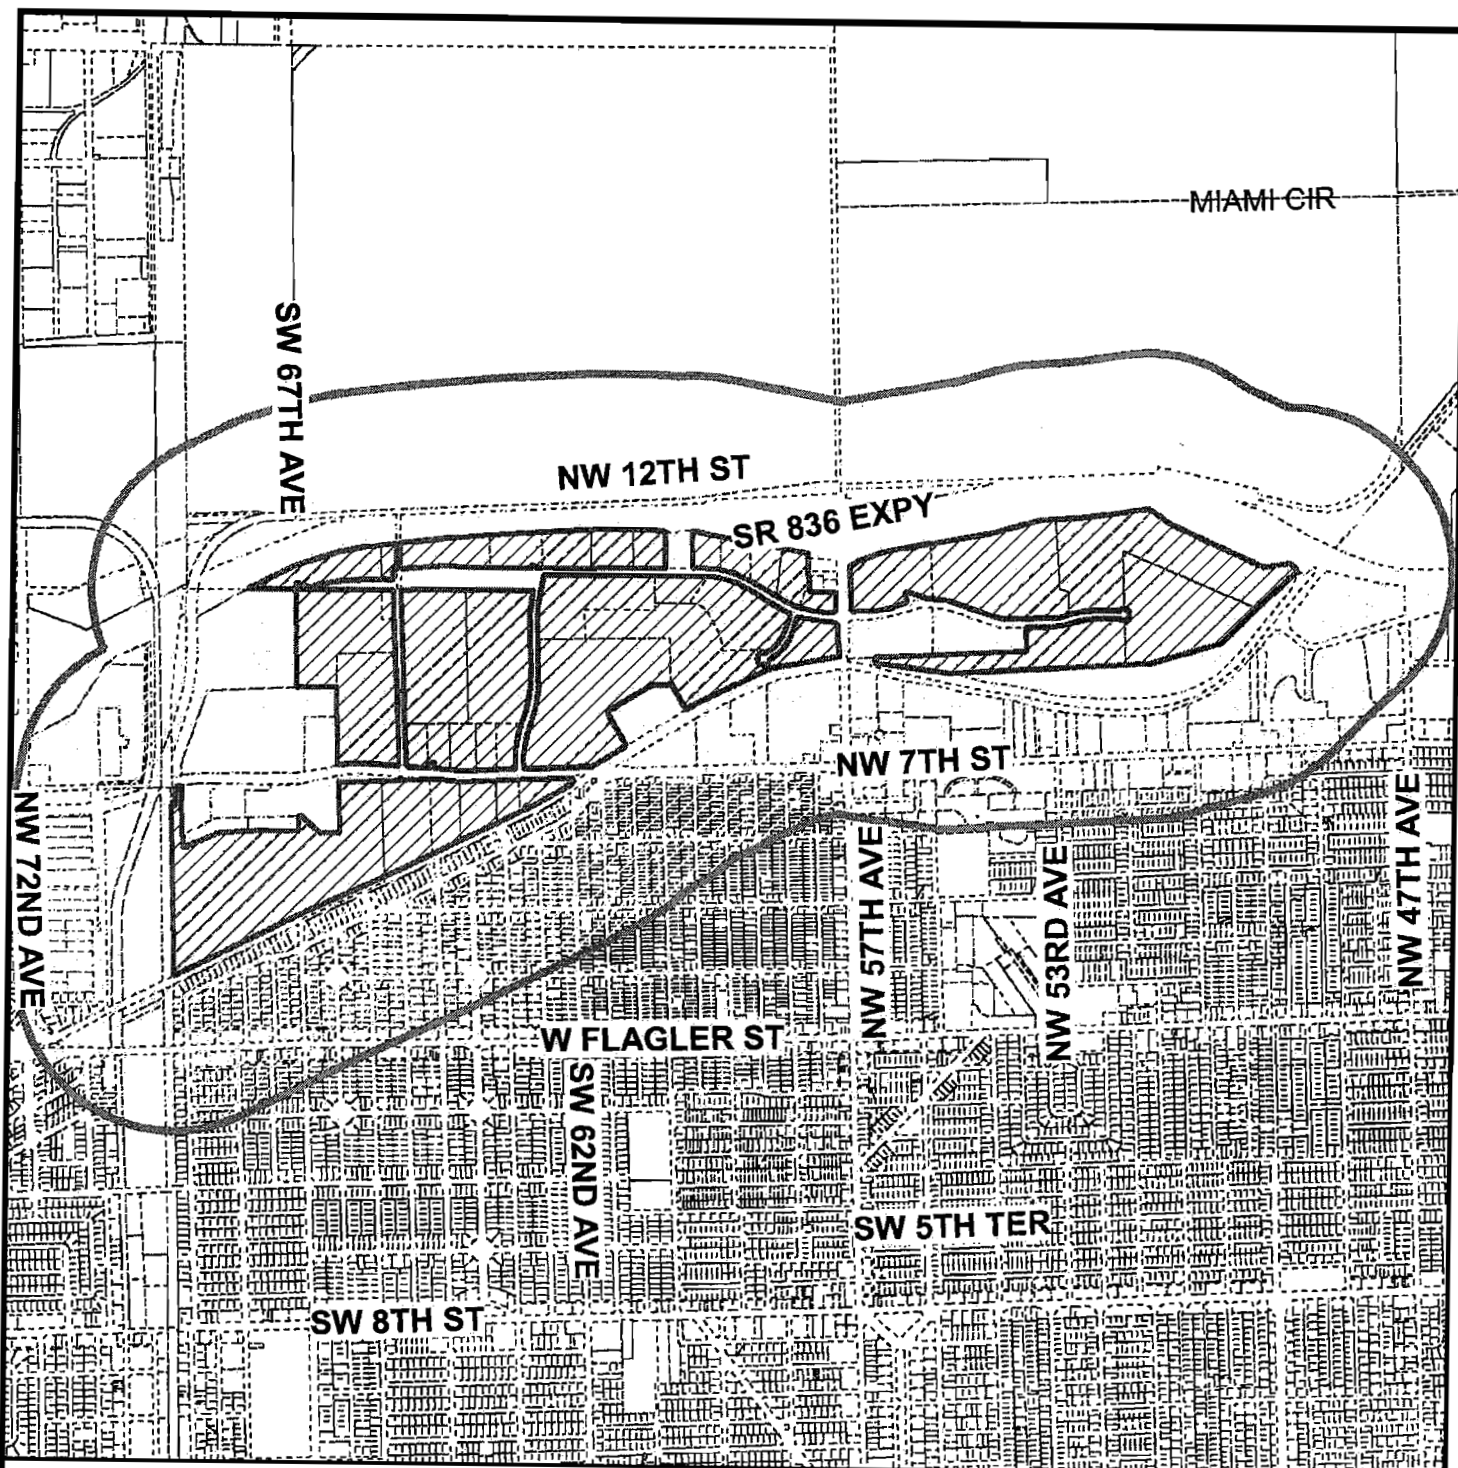 MIAMI CIR
SW 67TH AVE
NW 12TH ST
SR 836 EXPY
NW 7TH ST
NW 72ND AVE
NW 57TH AVE
NW 53RD AVE
NW 47TH AVE
W FLAGLER ST
SW 62ND AVE
SW 5TH TER
SW 8TH ST